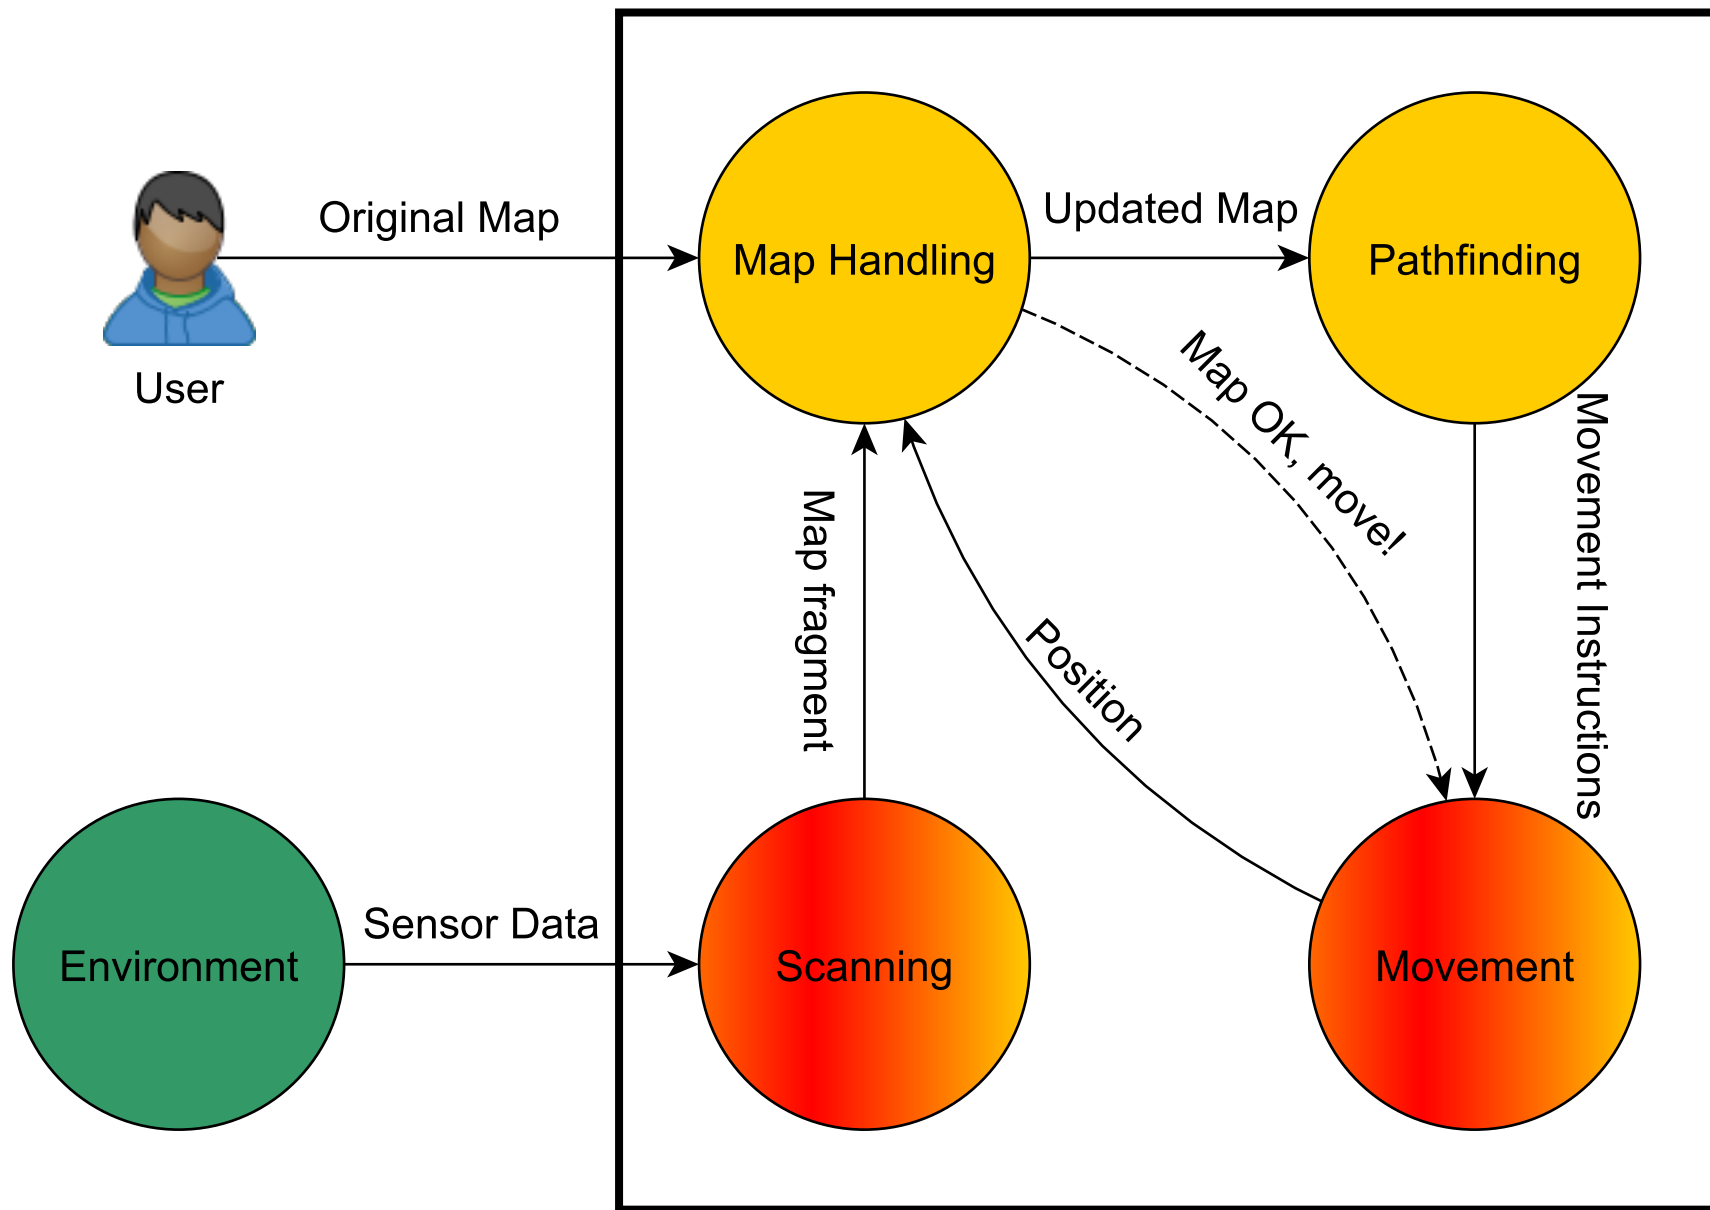 Original Map
User
Map Handling
Updated Map
Pathfinding
Map OK, move!
Movement Instructions
Map fragment
Position
Environment
Sensor Data
Scanning
Movement